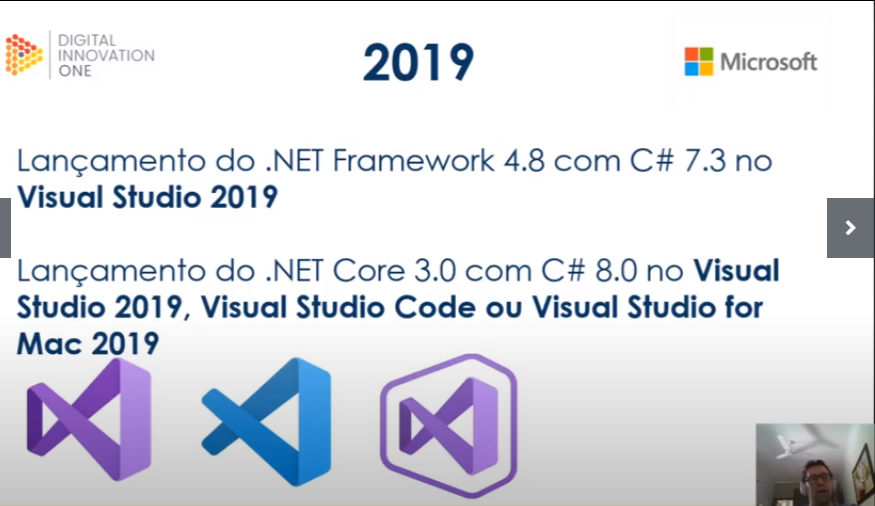 DIGITAL
INNOVATION
ONE
2019
Microsoft
Lançamento do .NET Framework 4.8 com C# 7.3 no
Visual Studio 2019
Lançamento do .NET Core 3.0 com C# 8.0 no Visual
Studio 2019, Visual Studio Code ou Visual Studio for
Mac 2019